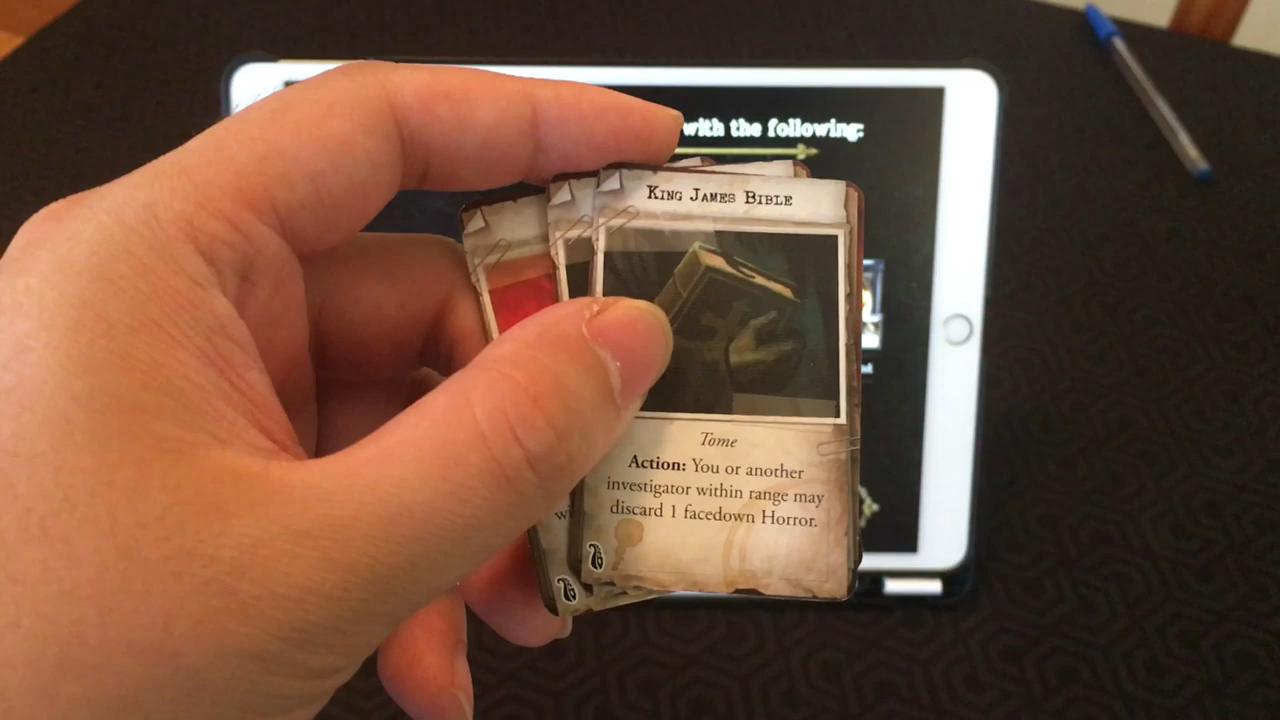 with the following:
KING JAMES BIBLE
Tome
Action: You or another
investigator within range may
discard 1 facedown Horror.